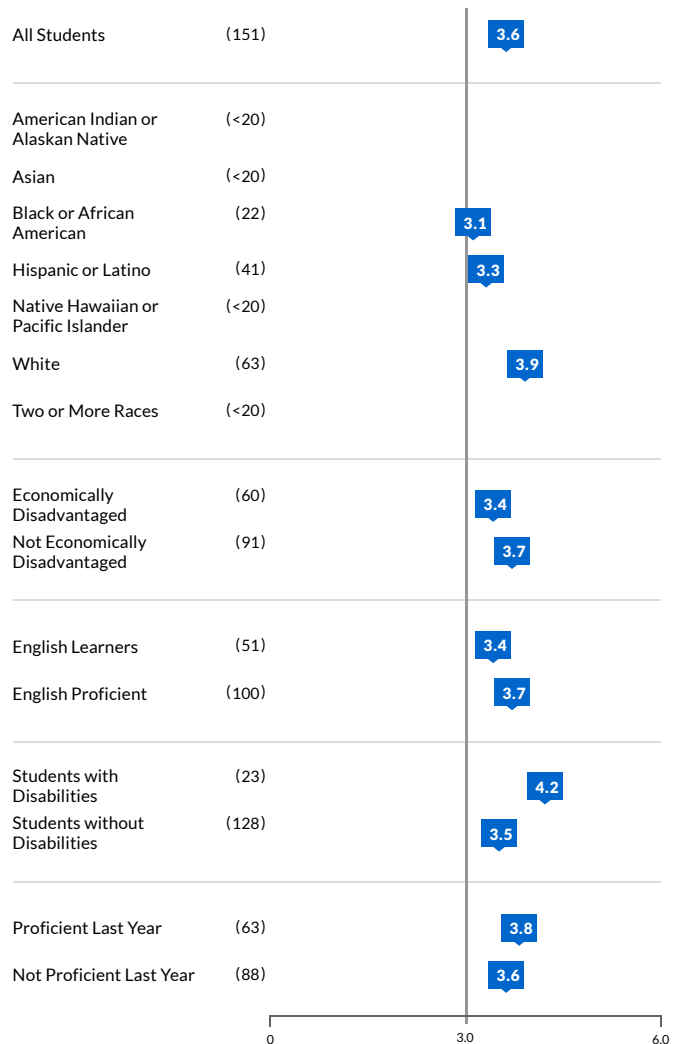 All Students (151) 3.6
American Indian or (<20)
Alaskan Native
Asian (<20)
Black or African (22) 3.1
American
Hispanic or Latino (41) 3.3
Native Hawaiian or (<20)
Pacific Islander
White (63) 3.9
Two or More Races (<20)
Economically (60) 3.4
Disadvantaged
Not Economically (91) 3.7
Disadvantaged
English Learners (51) 3.4
English Proficient (100) 3.7
Students with (23) 4.2
Disabilities
Students without (128) 3.5
Disabilities
Proficient Last Year (63) 3.8
Not Proficient Last Year (88) 3.6
0 3.0 6.0